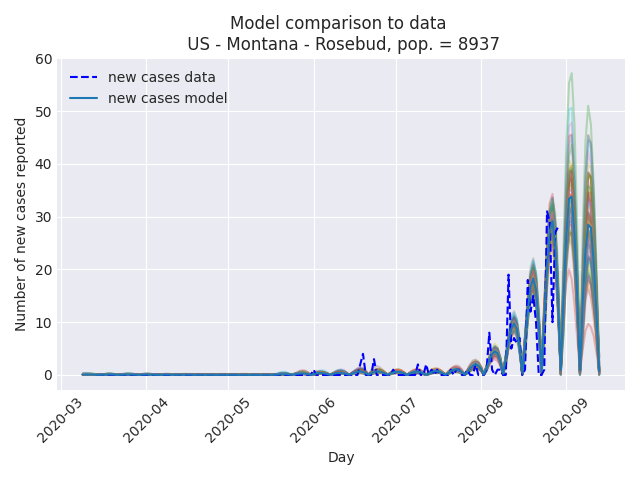 Model comparison to data
US - Montana - Rosebud, pop. = 8937
60
50
40
30
20
10
0
Number of new cases reported
new cases data
new cases model
2020-03
2020-04
2020-05
2020-06
2020-07
2020-08
2020-09
Day